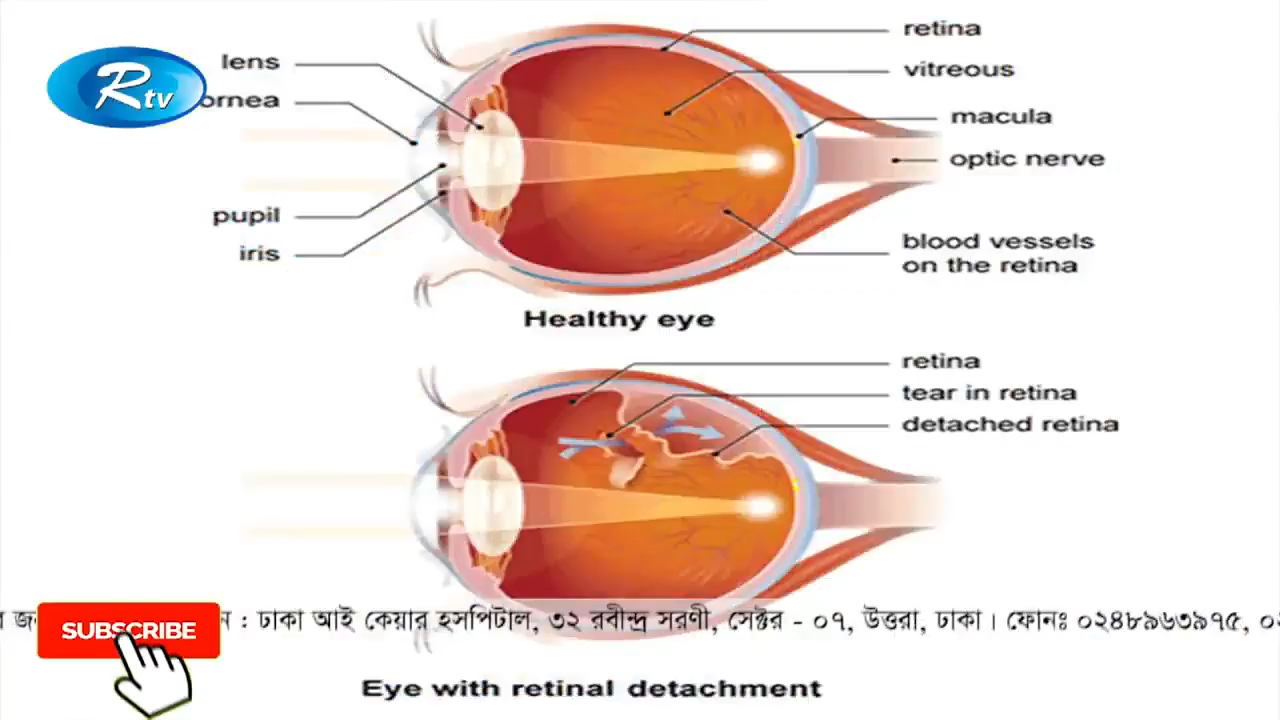 Rtv
lens
ornea
pupil
iris
retina
vitreous
macula
optic nerve
blood vessels
on the retina
Healthy eye
retina
tear in retina
detached retina
SUBSCRIBE
ন : ঢাকা আই কেয়ার হসপিটাল, ৩২ রবীন্দ্র সরণী, সেক্টর - ০৭, উত্তরা, ঢাকা। ফোনঃ ০২৪৮৯৬৩৯৭৫,
Eye with retinal detachment